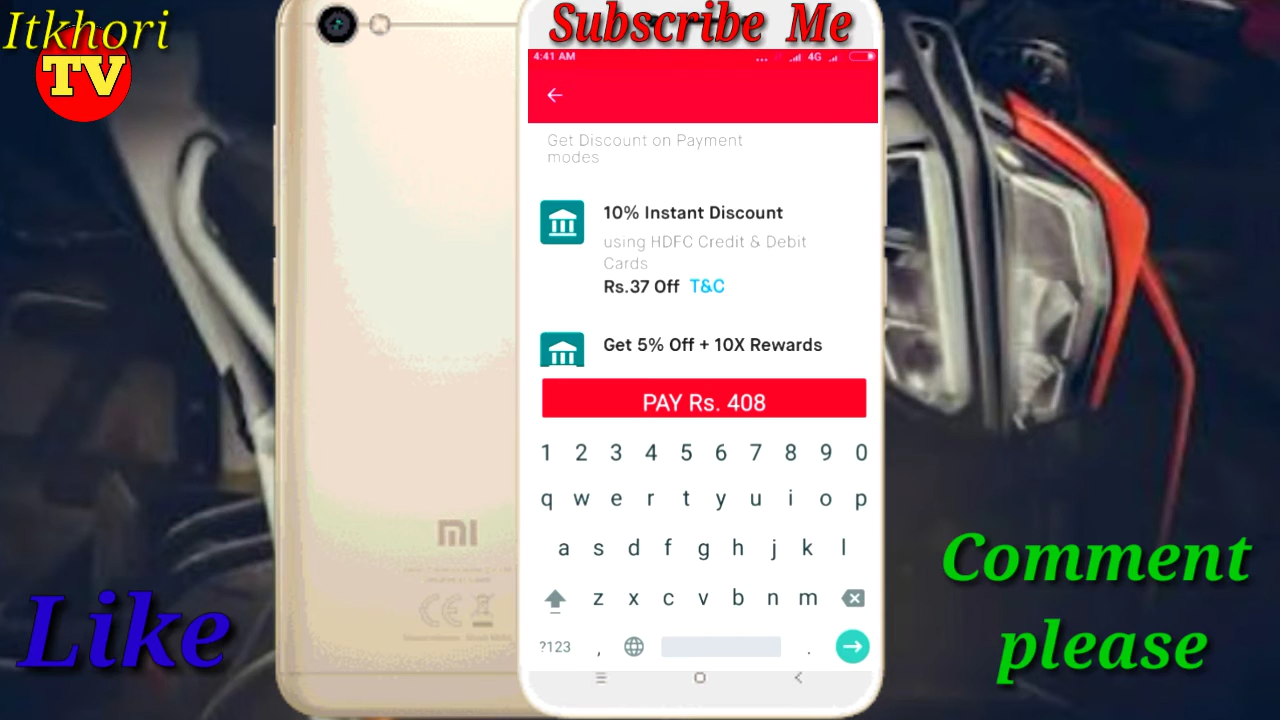 Itkhori
TV
Subscribe Me
4:41 AM
4G
Get Discount on Payment
modes
10% Instant Discount
using HDFC Credit & Debit
Cards
Rs.37 Off T&C
Get 5% Off + 10X Rewards
PAY Rs. 408
1 2 3 4 5 6 7 8 9 0
q w e r t y u i o p
a s d f g h j k l
z x c v b n m
?123 , .
mi
CE
Like
Comment
please